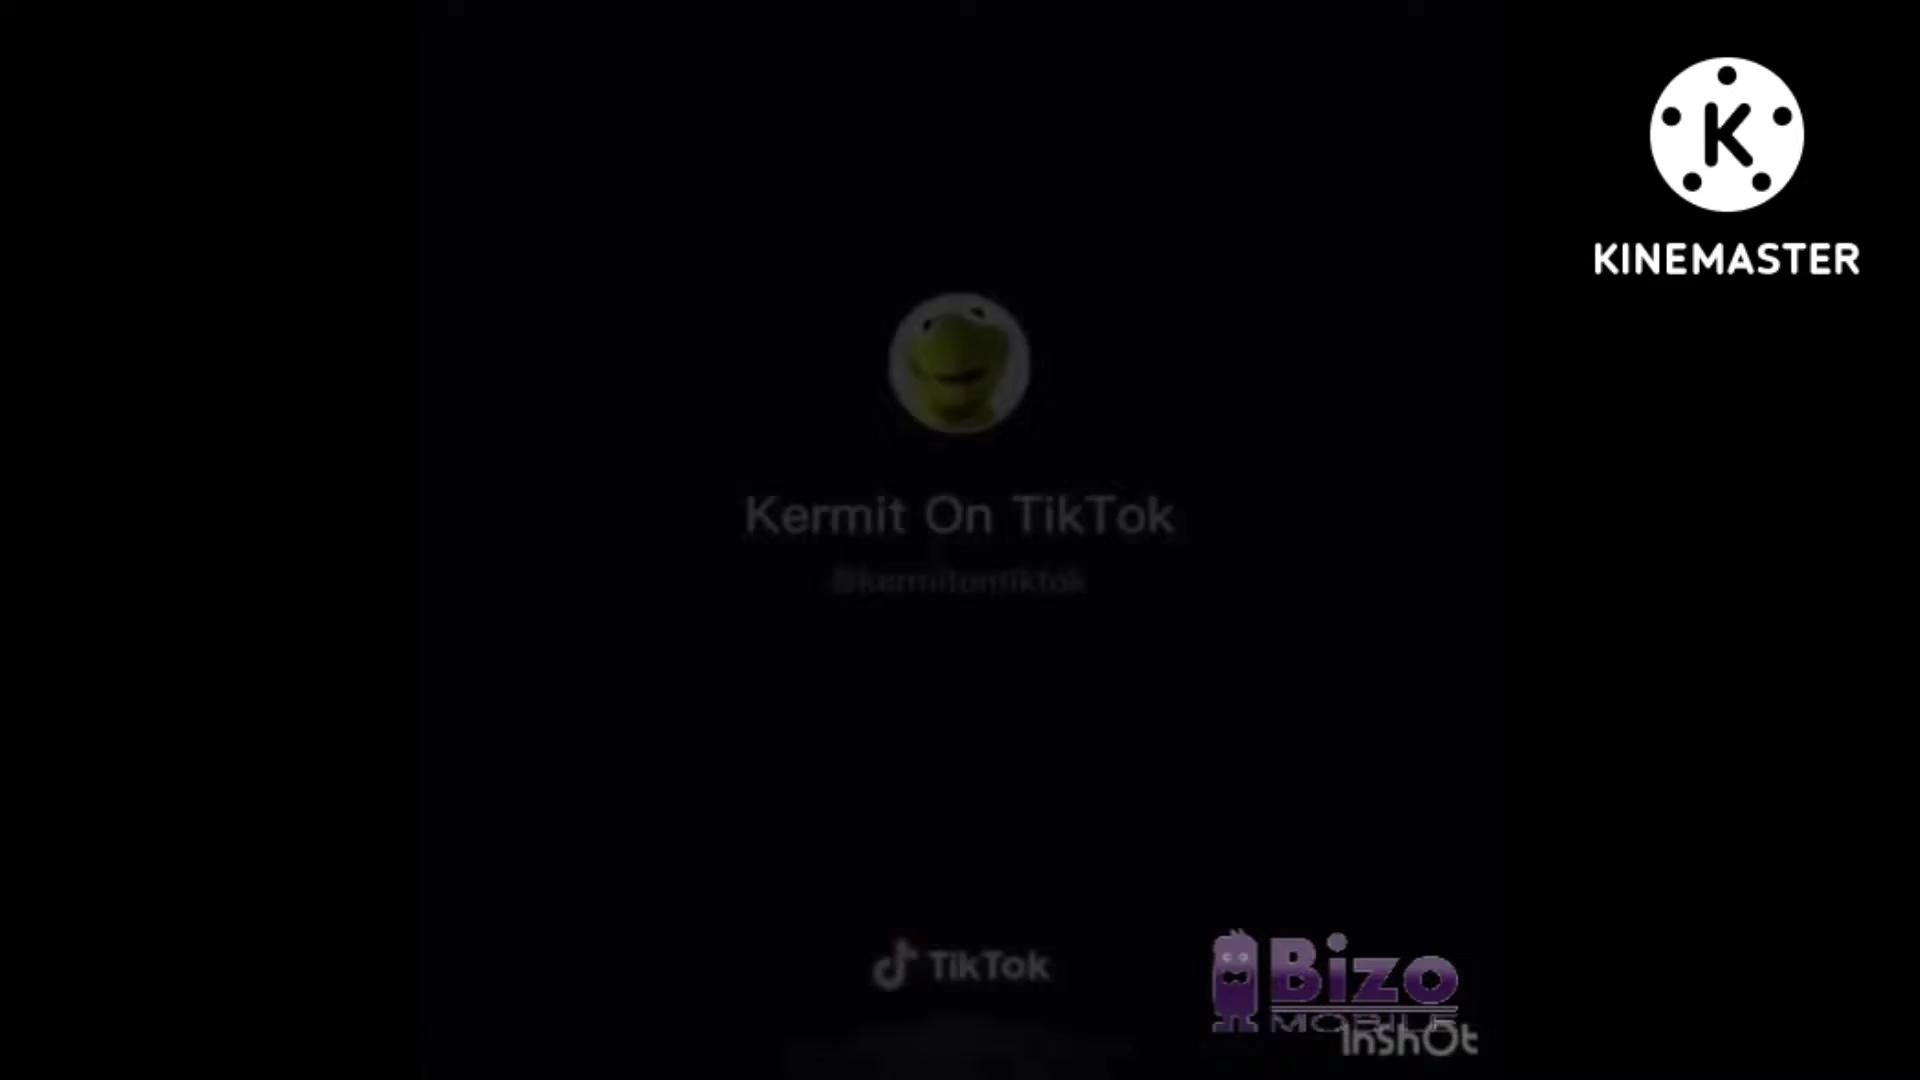 K
KINEMASTER
Kermit On TikTok
@kermitontiktok
TikTok
Bizo
MOBILE
InShOt